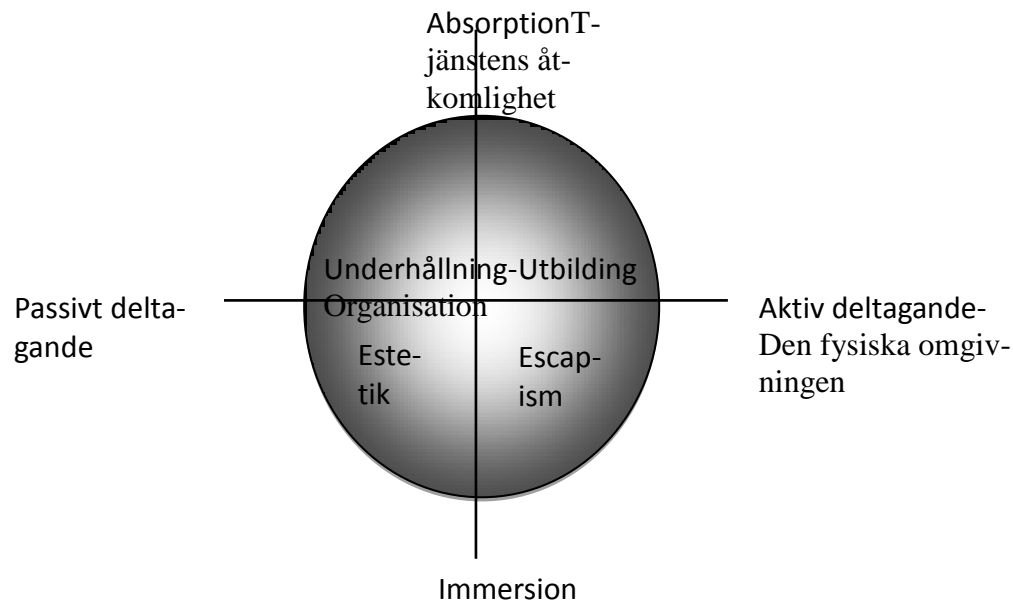 AbsorptionT-
jänstens åt-
komlighet
Underhållning-Utbilding
Organisation
Passivt delta-
gande
Aktiv deltagande-
Den fysiska omgiv-
ningen
Este-
tik
Escap-
ism
Immersion